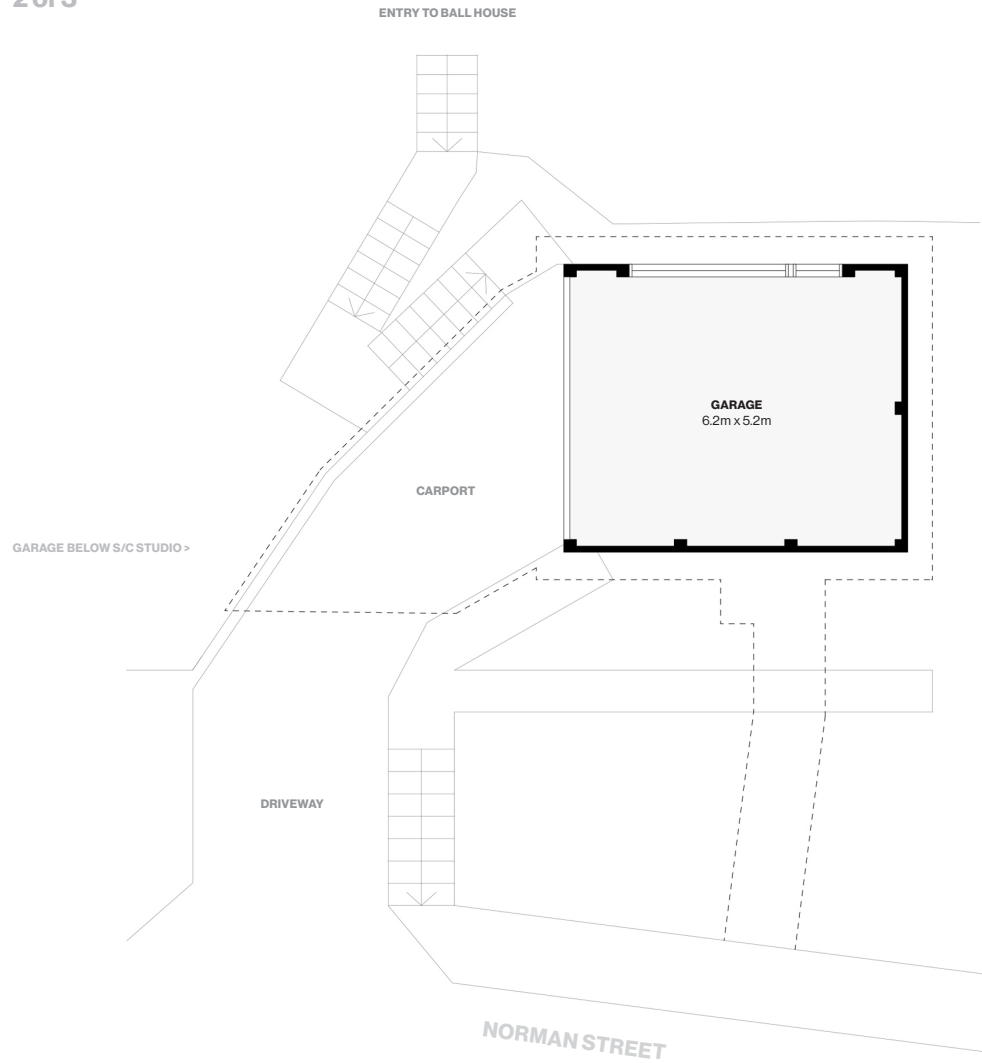 2 of 3
ENTRY TO BALL HOUSE
GARAGE
6.2m x 5.2m
CARPORT
GARAGE BELOW S/C STUDIO >
DRIVEWAY
NORMAN STREET